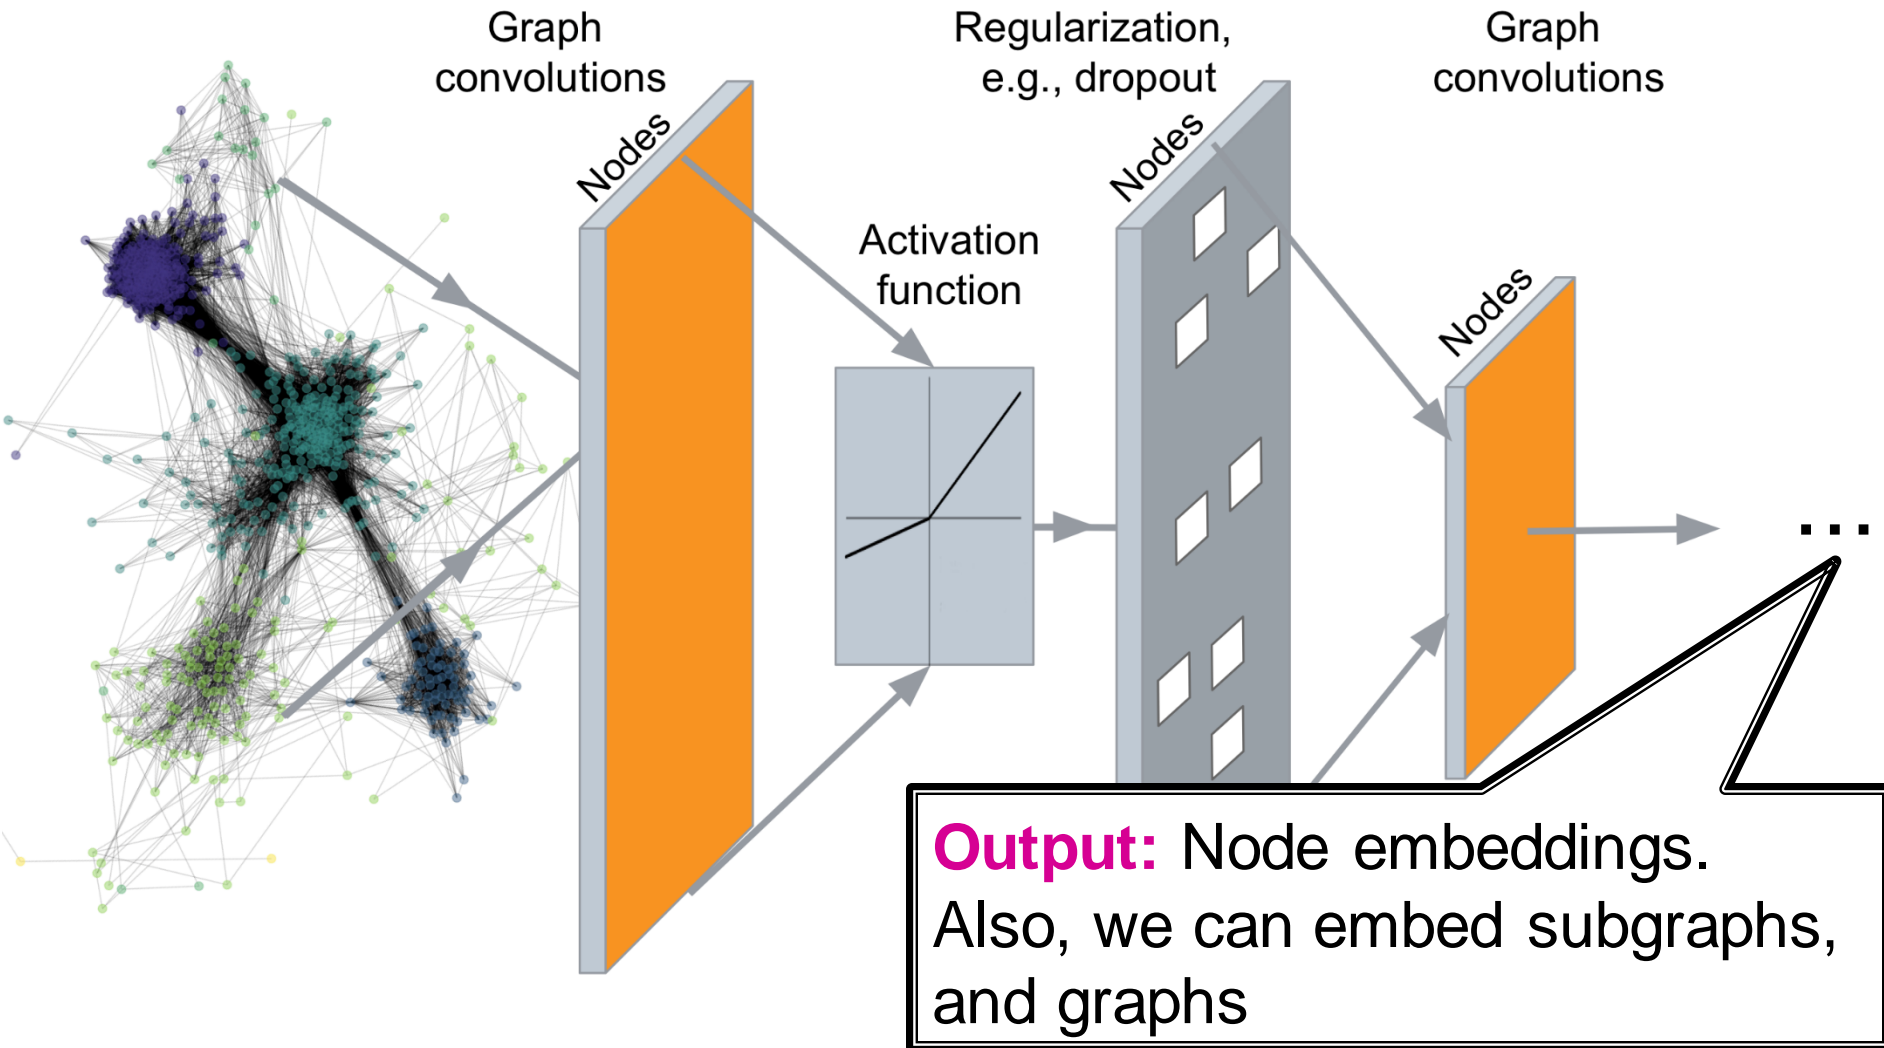 Graph
convolutions
Regularization,
e.g., dropout
Graph
convolutions
Nodes
Nodes
Activation
function
Nodes
...
Output: Node embeddings.
Also, we can embed subgraphs,
and graphs